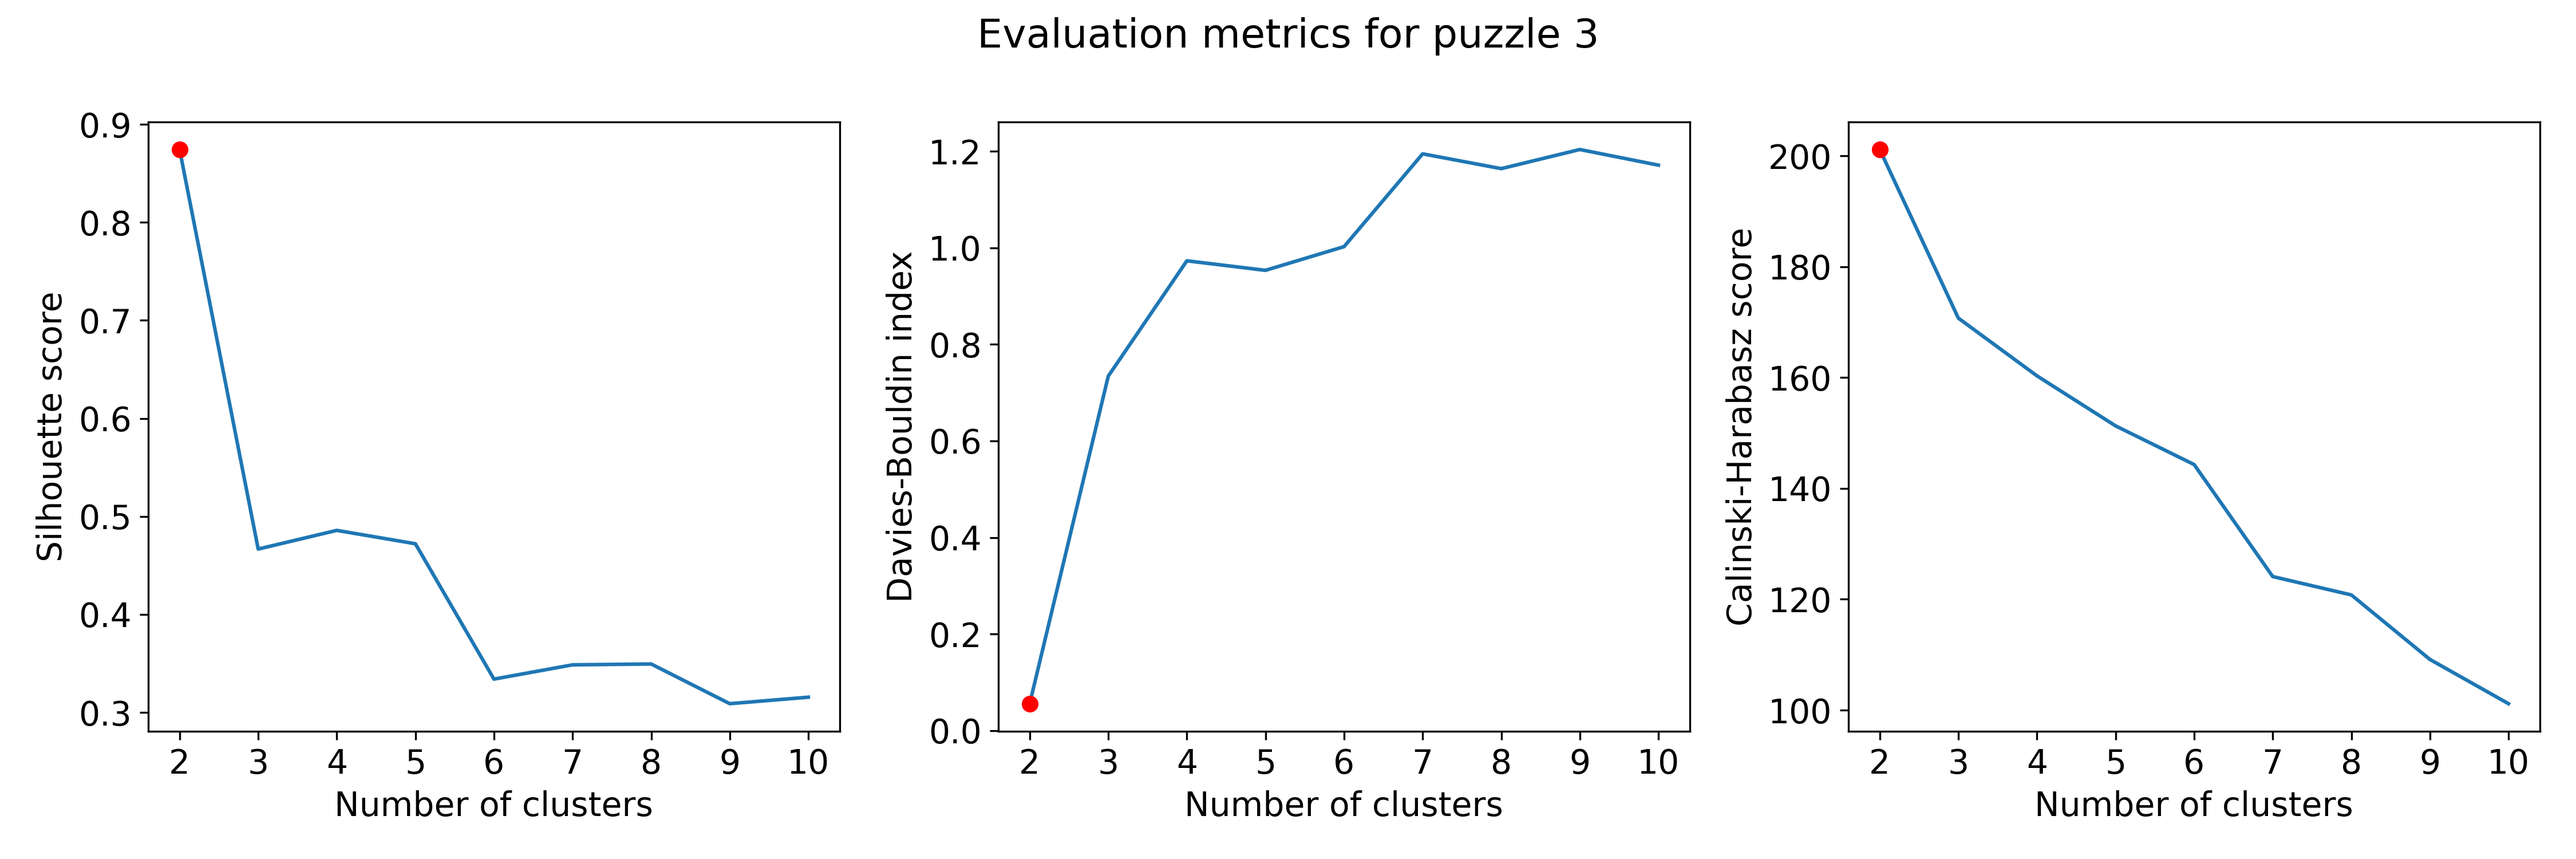 Evaluation metrics for puzzle 3
Silhouette score
0.9
0.8
0.7
0.6
0.5
0.4
0.3
2 3 4 5 6 7 8 9 10
Number of clusters
Davies-Bouldin index
1.2
1.0
0.8
0.6
0.4
0.2
0.0
2 3 4 5 6 7 8 9 10
Number of clusters
Calinski-Harabasz score
200
180
160
140
120
100
2 3 4 5 6 7 8 9 10
Number of clusters